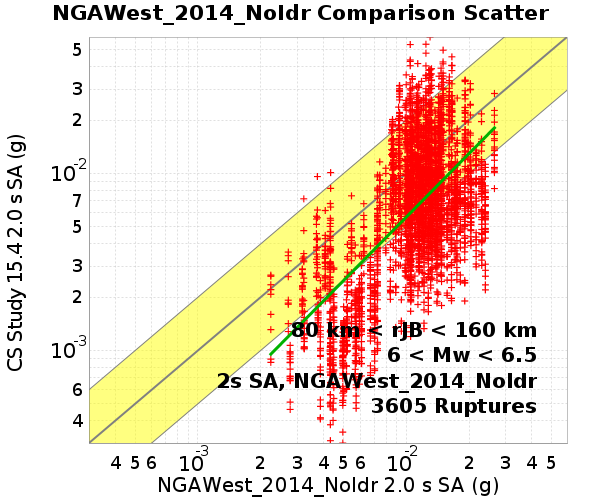 NGAWest_2014_NoIdr Comparison Scatter
5
3
2
10-2
7
5
3
2
10-3
6
4
CS Study 15.4 2.0 s SA (g)
80 km < rJB < 160 km
6 < Mw < 6.5
2s SA, NGAWest_2014_NoIdr
3605 Ruptures
4 5 6 10-3 2 3 4 5 6 10-2 2 3 4 5
NGAWest_2014_NoIdr 2.0 s SA (g)